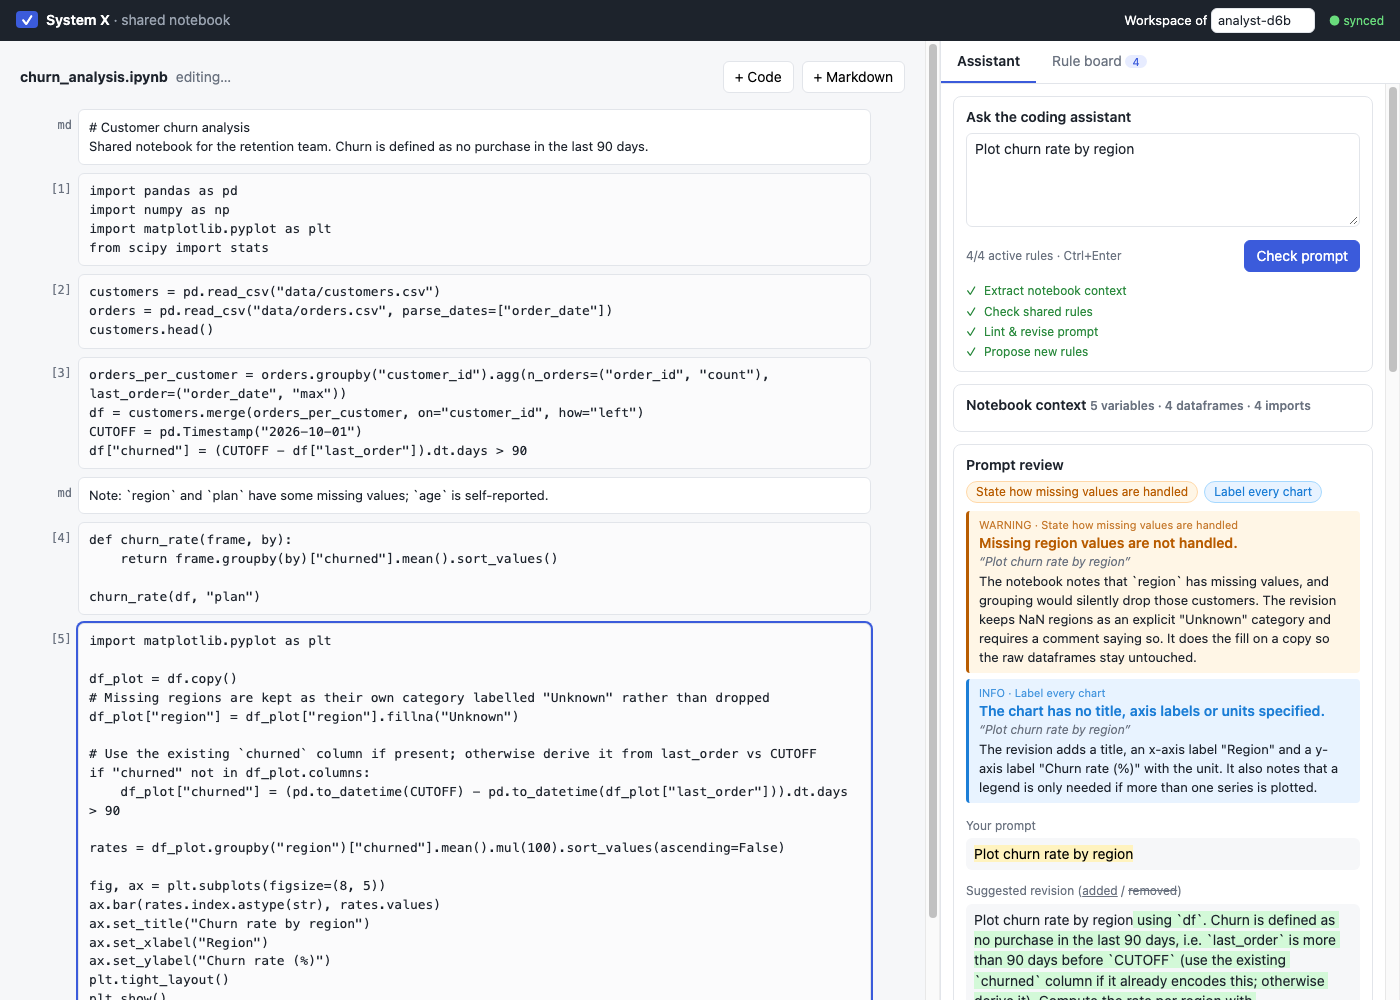 System X · shared notebook
Workspace of analyst-d6b
synced
churn_analysis.ipynb editing...
+ Code
+ Markdown
md
# Customer churn analysis
Shared notebook for the retention team. Churn is defined as no purchase in the last 90 days.
[1]
import pandas as pd
import numpy as np
import matplotlib.pyplot as plt
from scipy import stats
[2]
customers = pd.read_csv("data/customers.csv")
orders = pd.read_csv("data/orders.csv", parse_dates=["order_date"])
customers.head()
[3]
orders_per_customer = orders.groupby("customer_id").agg(n_orders=("order_id", "count"),
last_order=("order_date", "max"))
df = customers.merge(orders_per_customer, on="customer_id", how="left")
CUTOFF = pd.Timestamp("2026-10-01")
df["churned"] = (CUTOFF - df["last_order"]).dt.days > 90
md
Note: `region` and `plan` have some missing values; `age` is self-reported.
[4]
def churn_rate(frame, by):
    return frame.groupby(by)["churned"].mean().sort_values()
churn_rate(df, "plan")
[5]
import matplotlib.pyplot as plt
df_plot = df.copy()
# Missing regions are kept as their own category labelled "Unknown" rather than dropped
df_plot["region"] = df_plot["region"].fillna("Unknown")
# Use the existing `churned` column if present; otherwise derive it from last_order vs CUTOFF
if "churned" not in df_plot.columns:
    df_plot["churned"] = (pd.to_datetime(CUTOFF) - pd.to_datetime(df_plot["last_order"])).dt.days
> 90
rates = df_plot.groupby("region")["churned"].mean().mul(100).sort_values(ascending=False)
fig, ax = plt.subplots(figsize=(8, 5))
ax.bar(rates.index.astype(str), rates.values)
ax.set_title("Churn rate by region")
ax.set_xlabel("Region")
ax.set_ylabel("Churn rate (%)")
plt.tight_layout()
plt.show()
Assistant
Rule board 4
Ask the coding assistant
Plot churn rate by region
4/4 active rules · Ctrl+Enter
Check prompt
✓ Extract notebook context
✓ Check shared rules
✓ Lint & revise prompt
✓ Propose new rules
Notebook context 5 variables · 4 dataframes · 4 imports
Prompt review
State how missing values are handled
Label every chart
WARNING · State how missing values are handled
Missing region values are not handled.
“Plot churn rate by region”
The notebook notes that `region` has missing values, and
grouping would silently drop those customers. The revision
keeps NaN regions as an explicit "Unknown" category and
requires a comment saying so. It does the fill on a copy so
the raw dataframes stay untouched.
INFO · Label every chart
The chart has no title, axis labels or units specified.
“Plot churn rate by region”
The revision adds a title, an x-axis label "Region" and a y-
axis label "Churn rate (%)" with the unit. It also notes that a
legend is only needed if more than one series is plotted.
Your prompt
Plot churn rate by region
Suggested revision (added / removed)
Plot churn rate by region using `df`. Churn is defined as
no purchase in the last 90 days, i.e. `last_order` is more
than 90 days before `CUTOFF` (use the existing
`churned` column if it already encodes this; otherwise
derive it). Compute the rate per region with